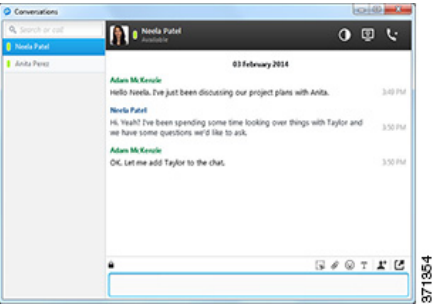 Conversations
Search or call
Neela Patel
Anita Perez
Neela Patel
Available
03 February 2014
Adam McKenzie
Hello Neela. I've just been discussing our project plans with Anita.
3:49 PM
Neela Patel
Hi. Yeah!! I've been spending some time looking over things with Taylor and
we have some questions we'd like to ask.
3:50 PM
Adam McKenzie
OK. Let me add Taylor to the chat.
3:50 PM
371354